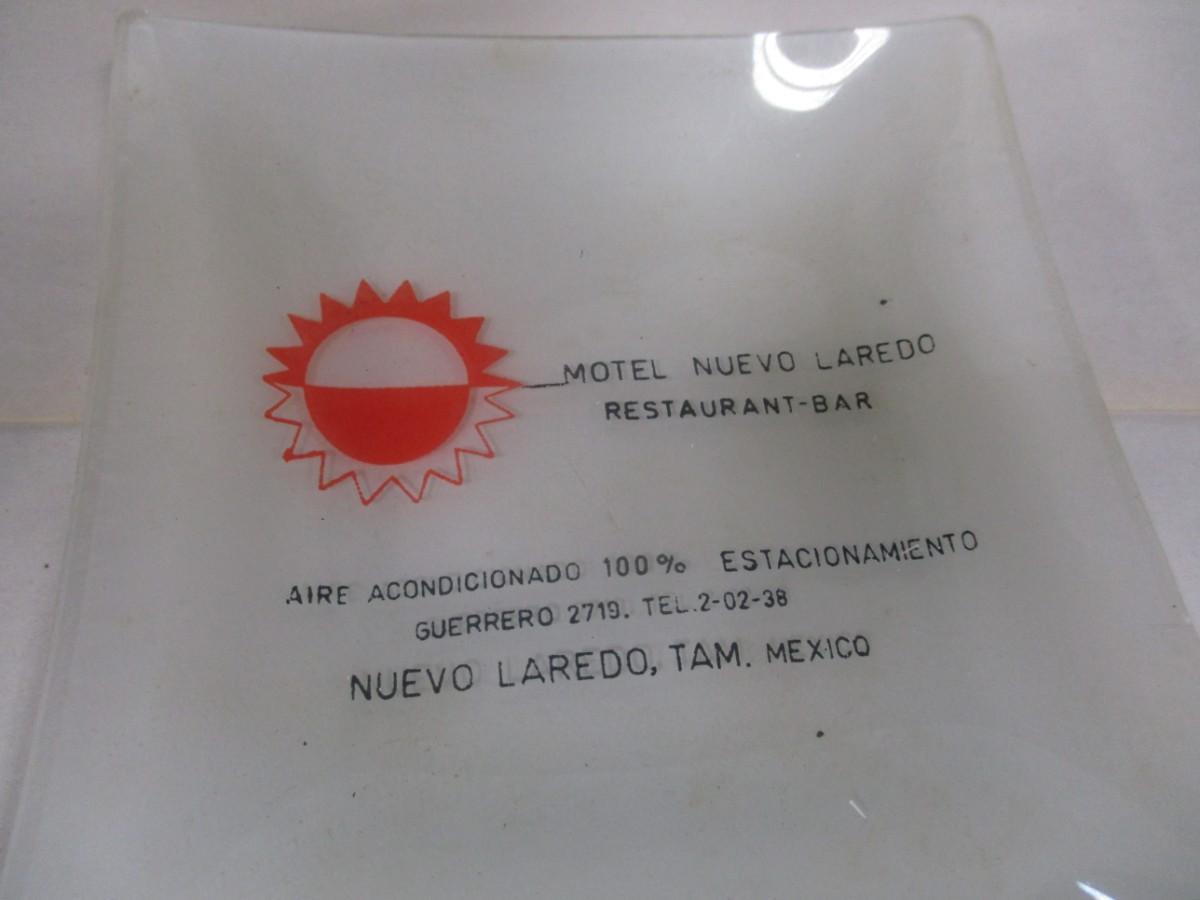 MOTEL NUEVO LAREDO
RESTAURANT-BAR
AIRE ACONDICIONADO 100% ESTACIONAMIENTO
GUERRERO 2719. TEL.2-02-38
NUEVO LAREDO, TAM. MEXICO